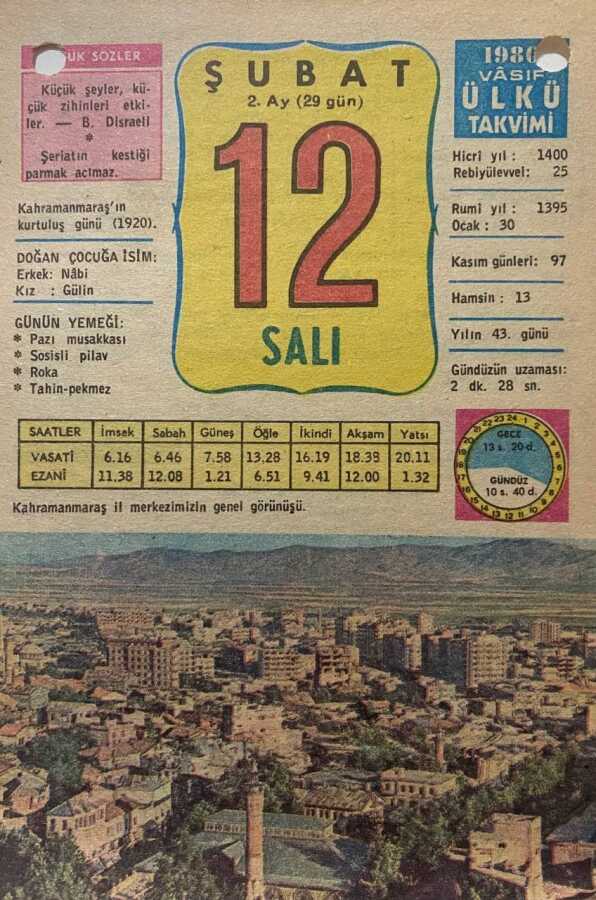 SÖZLER
Küçük şeyler, kü-
çük zihinleri etki-
ler. — B. Disraeli
*
Şeriatın kestiği
parmak acımaz.
Kahramanmaraş'ın
kurtuluş günü (1920).
DOĞAN ÇOCUĞA İSİM:
Erkek: Nâbi
Kız : Gülin
GÜNÜN YEMEĞİ:
* Pazı musakkası
* Sosisli pilav
* Roka
* Tahin-pekmez
ŞUBAT
2. Ay (29 gün)
12
SALI
1980
VÂSIF
ÜLKÜ
TAKVİMİ
Hicrî yıl : 1400
Rebiyülevvel: 25
Rumî yıl : 1395
Ocak : 30
Kasım günleri: 97
Hamsin : 13
Yılın 43. günü
Gündüzün uzaması:
2 dk. 28 sn.
SAATLER İmsek Sabah Güneş Öğle İkindi Akşam Yatsı
VASATİ 6.16 6.46 7.58 13.28 16.19 18.38 20.11
EZANİ 11.38 12.08 1.21 6.51 9.41 12.00 1.32
GECE
13 s. 20 d.
GÜNDÜZ
10 s. 40 d.
Kahramanmaraş il merkezimizin genel görünüşü.